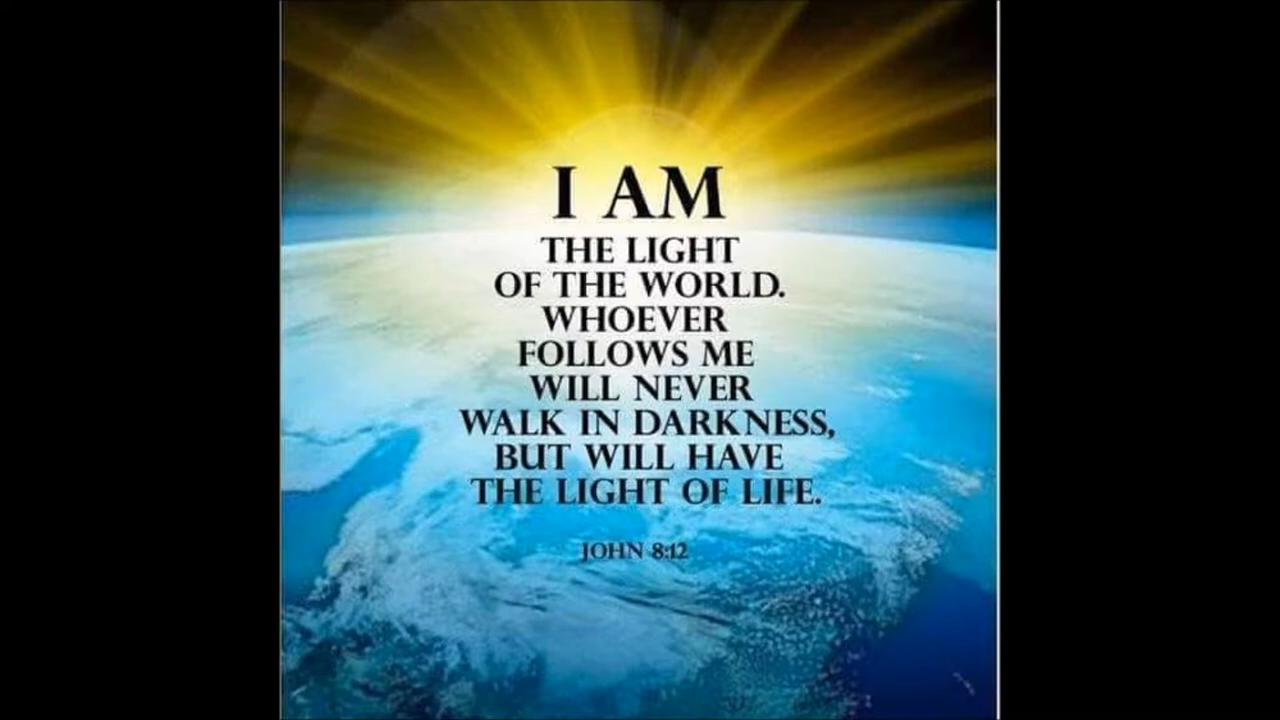 I AM
THE LIGHT
OF THE WORLD.
WHOEVER
FOLLOWS ME
WILL NEVER
WALK IN DARKNESS,
BUT WILL HAVE
THE LIGHT OF LIFE.
JOHN 8:12